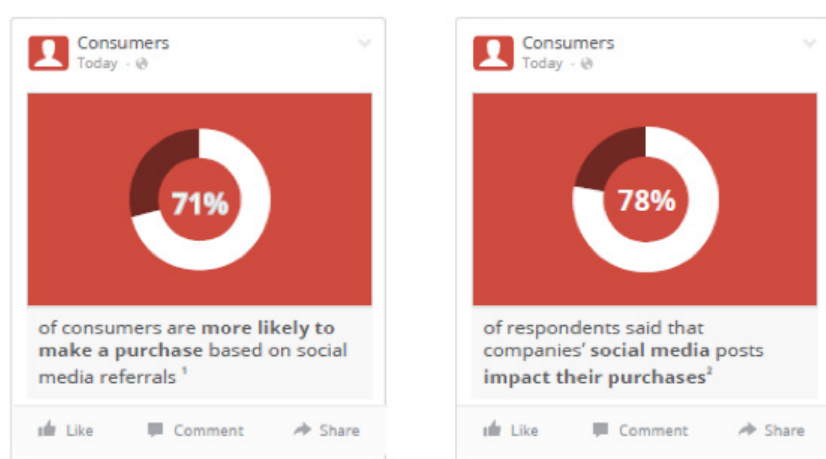 Consumers
Today -
71%
of consumers are more likely to
make a purchase based on social
media referrals ¹
Like Comment Share
Consumers
Today -
78%
of respondents said that
companies’ social media posts
impact their purchases²
Like Comment Share